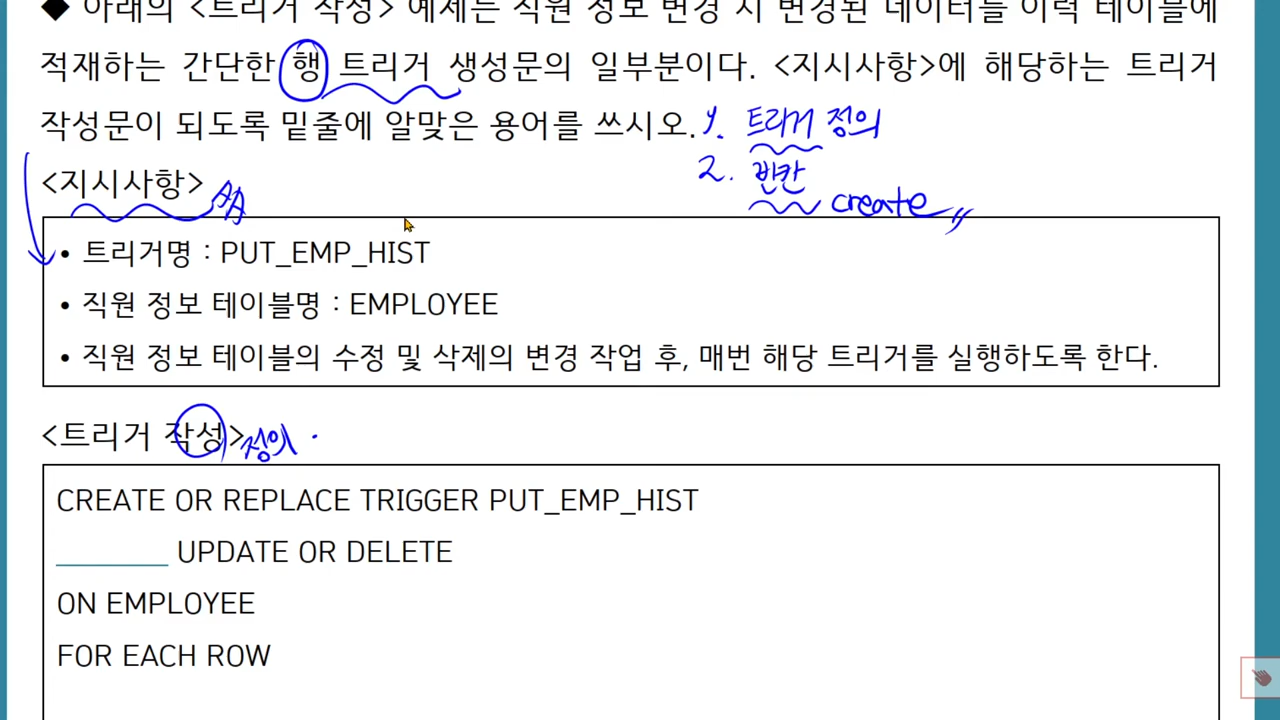 ◆ 아래의 <트리거 작성> 예제는 직원 정보 변경 시 변경된 데이터를 이력 테이블에
적재하는 간단한 행 트리거 생성문의 일부분이다. <지시사항>에 해당하는 트리거
작성문이 되도록 밑줄에 알맞은 용어를 쓰시오.
1. 트리거 정의
2. 빈칸
create
<지시사항>
• 트리거명 : PUT_EMP_HIST
• 직원 정보 테이블명 : EMPLOYEE
• 직원 정보 테이블의 수정 및 삭제의 변경 작업 후, 매번 해당 트리거를 실행하도록 한다.
<트리거 작성> 정의
CREATE OR REPLACE TRIGGER PUT_EMP_HIST
________ UPDATE OR DELETE
ON EMPLOYEE
FOR EACH ROW